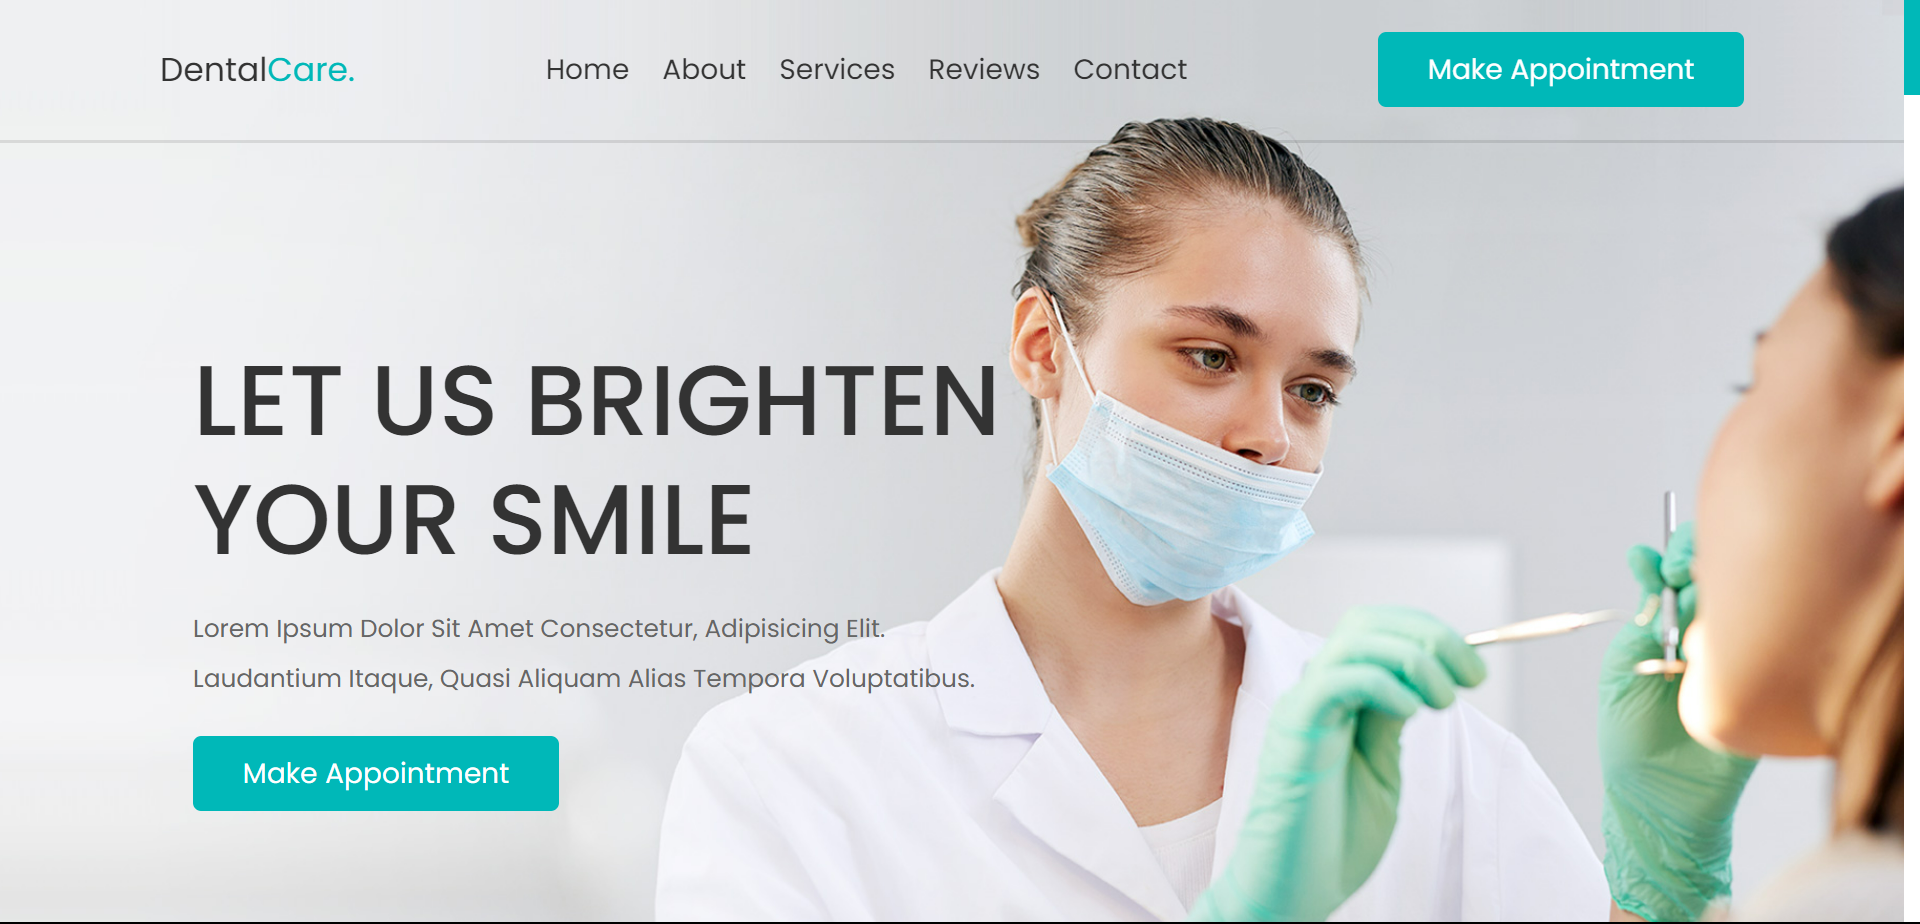 DentalCare.
Home About Services Reviews Contact
Make Appointment
LET US BRIGHTEN
YOUR SMILE
Lorem Ipsum Dolor Sit Amet Consectetur, Adipisicing Elit.
Laudantium Itaque, Quasi Aliquam Alias Tempora Voluptatibus.
Make Appointment